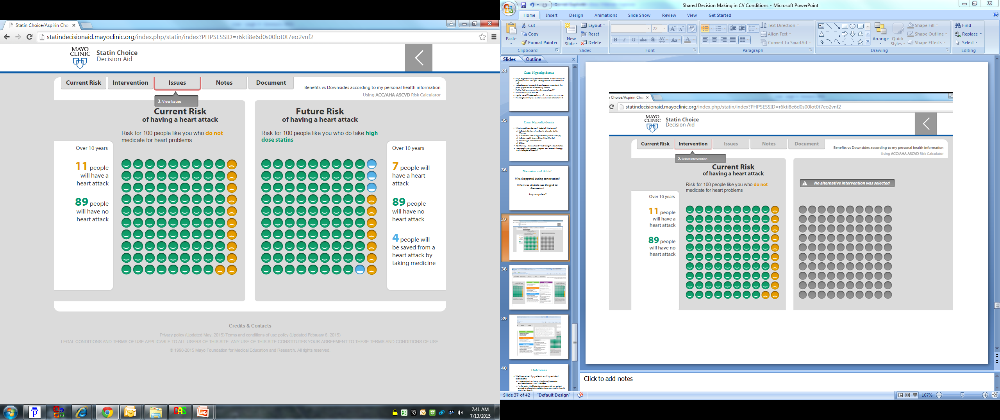 Statin Choice/Aspirin Cho
statindecisionaid.mayoclinic.org/index.php/statin/index?PHPSESSID=r6kti8e6d0s00lot0t7eo2vnf2
MAYO
CLINIC
Statin Choice
Decision Aid
Current Risk
Intervention
Issues
Notes
Document
Benefits vs Downsides according to my personal health information
Using ACC/AHA ASCVD Risk Calculator
3. View Issues
Current Risk
of having a heart attack
Risk for 100 people like you who do not
medicate for heart problems
Over 10 years
11 people
will have a
heart attack
89 people
will have no
heart attack
Future Risk
of having a heart attack
Risk for 100 people like you who do take high
dose statins
Over 10 years
7 people will
have a heart
attack
89 people
will have no
heart attack
4 people will
be saved from a
heart attack by
taking medicine
Credits & Contacts
Privacy policy (Updated May, 2015) Terms and conditions of use policy (Updated February 6, 2015)
LEGAL CONDITIONS AND TERMS OF USE APPLICABLE TO ALL USERS OF THIS SITE. ANY USE OF THIS SITE CONSTITUTES YOUR AGREEMENT TO THESE TERMS AND CONDITIONS OF USE.
© 1998-2015 Mayo Foundation for Medical Education and Research. All rights reserved.
P
CAS
MY
PC
7:41 AM
7/13/2015
Shared Decision Making in CV Conditions - Microsoft PowerPoint
Home
Insert
Design
Animations
Slide Show
Review
View
Get Started
Paste
Cut
Copy
Format Painter
Clipboard
New
Slide
Layout
Reset
Delete
Slides
22
Font
Text Direction
Align Text
Convert to SmartArt
Paragraph
Arrange
Quick
Styles
Shape Fill
Shape Outline
Shape Effects
Drawing
Find
Replace
Select
Editing
Slides
Outline
34
Case: Hyperlipidemia
35
Case: Hyperlipidemia
36
Discussion and debrief
What happened during conversation?
What was it like to use the grid for
discussion?
Any surprises?
37
38
39
40
Outcomes
Well-received by patients and by resident
clinicians
n Choice/Aspirin Cho
statindecisionaid.mayoclinic.org/index.php/statin/index?PHPSESSID=r6kti8e6d0s00lot0t7eo2vnf2
MAYO
CLINIC
Statin Choice
Decision Aid
Current Risk
Intervention
Issues
Notes
Document
Benefits vs Downsides according to my personal health information
Using ACC/AHA ASCVD Risk Calculator
2. Select Intervention
Current Risk
of having a heart attack
Risk for 100 people like you who do not
medicate for heart problems
No alternative intervention was selected
Over 10 years
11 people
will have a
heart attack
89 people
will have no
heart attack
Click to add notes
Slide 37 of 42
"Default Design"
107%